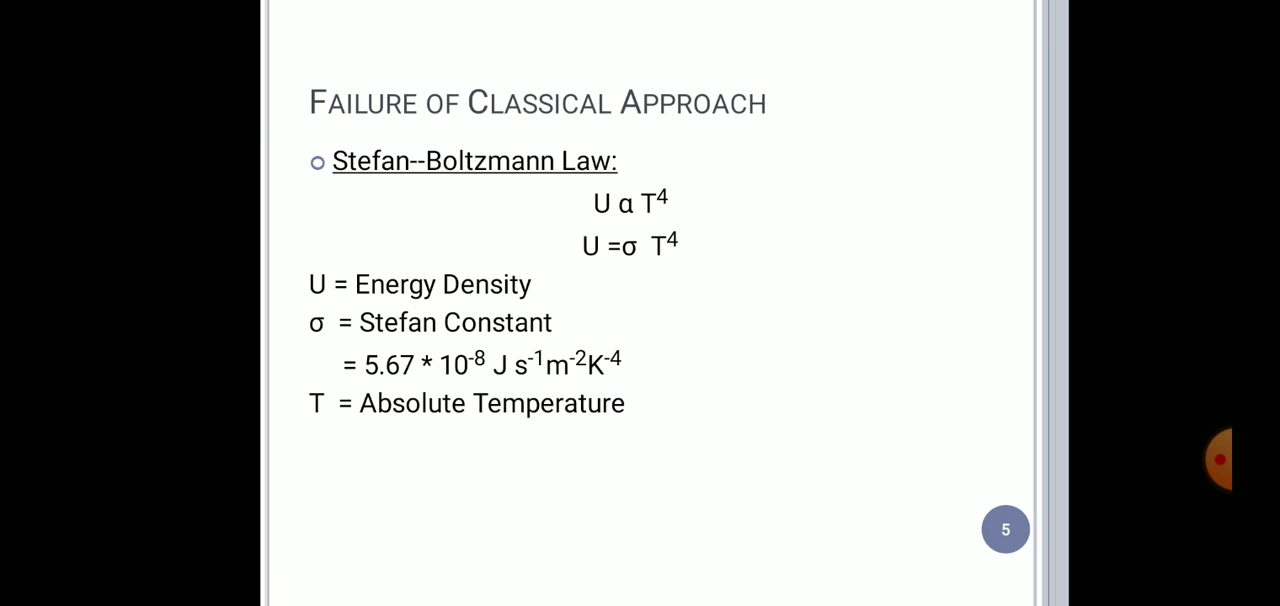 FAILURE OF CLASSICAL APPROACH
Stefan--Boltzmann Law:
U α T⁴
U =σ T⁴
U = Energy Density
σ = Stefan Constant
= 5.67 * 10⁻⁸ J s⁻¹m⁻²K⁻⁴
T = Absolute Temperature
5